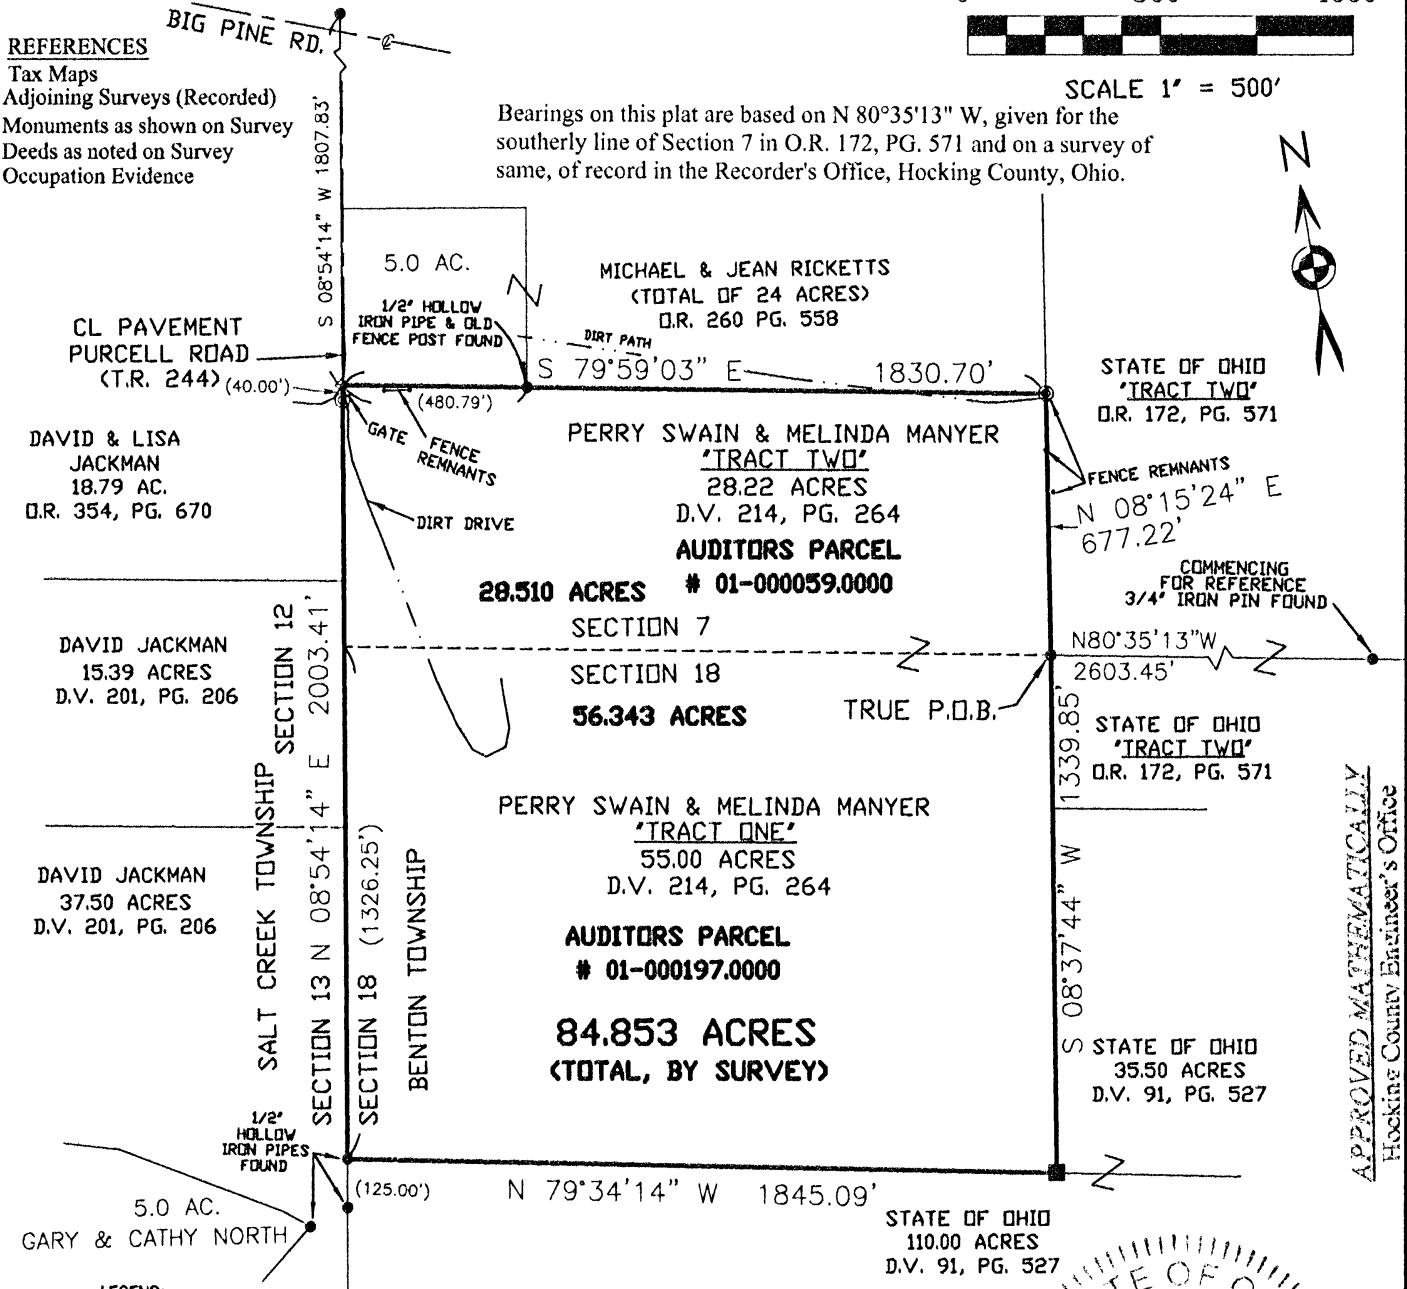 BIG PINE RD.
REFERENCES
Tax Maps
Adjoining Surveys (Recorded)
Monuments as shown on Survey
Deeds as noted on Survey
Occupation Evidence
SCALE 1" = 500'
Bearings on this plat are based on N 80°35'13" W, given for the
southerly line of Section 7 in O.R. 172, PG. 571 and on a survey of
same, of record in the Recorder's Office, Hocking County, Ohio.
N
S 08°54'14" W 1807.83'
5.0 AC.
1/2" HOLLOW
IRON PIPE & OLD
FENCE POST FOUND
MICHAEL & JEAN RICKETTS
(TOTAL OF 24 ACRES)
O.R. 260 PG. 558
DIRT PATH
CL PAVEMENT
PURCELL ROAD
(T.R. 244)
(40.00')
S 79°59'03" E
1830.70'
(480.79')
STATE OF OHIO
"TRACT TWO"
O.R. 172, PG. 571
GATE
FENCE
REMNANTS
DAVID & LISA
JACKMAN
18.79 AC.
O.R. 354, PG. 670
PERRY SWAIN & MELINDA MANYER
"TRACT TWO"
28.22 ACRES
D.V. 214, PG. 264
AUDITORS PARCEL
# 01-000059.0000
FENCE REMNANTS
N 08°15'24" E
677.22'
DIRT DRIVE
28.510 ACRES
COMMENCING
FOR REFERENCE
3/4" IRON PIN FOUND
SECTION 7
SECTION 18
N80°35'13"W
2603.45'
56.343 ACRES
TRUE P.O.B.
DAVID JACKMAN
15.39 ACRES
D.V. 201, PG. 206
SECTION 12
N 08°54'14" E 2003.41'
STATE OF OHIO
"TRACT TWO"
O.R. 172, PG. 571
S 08°37'44" W 1339.85'
PERRY SWAIN & MELINDA MANYER
"TRACT ONE"
55.00 ACRES
D.V. 214, PG. 264
DAVID JACKMAN
37.50 ACRES
D.V. 201, PG. 206
SALT CREEK TOWNSHIP
SECTION 13
SECTION 18 (1326.25')
BENTON TOWNSHIP
AUDITORS PARCEL
# 01-000197.0000
84.853 ACRES
(TOTAL, BY SURVEY)
STATE OF OHIO
35.50 ACRES
D.V. 91, PG. 527
APPROVED MATHEMATICALLY
Hocking County Engineer's Office
1/2"
HOLLOW
IRON PIPES
FOUND
(125.00')
N 79°34'14" W 1845.09'
5.0 AC.
GARY & CATHY NORTH
STATE OF OHIO
110.00 ACRES
D.V. 91, PG. 527